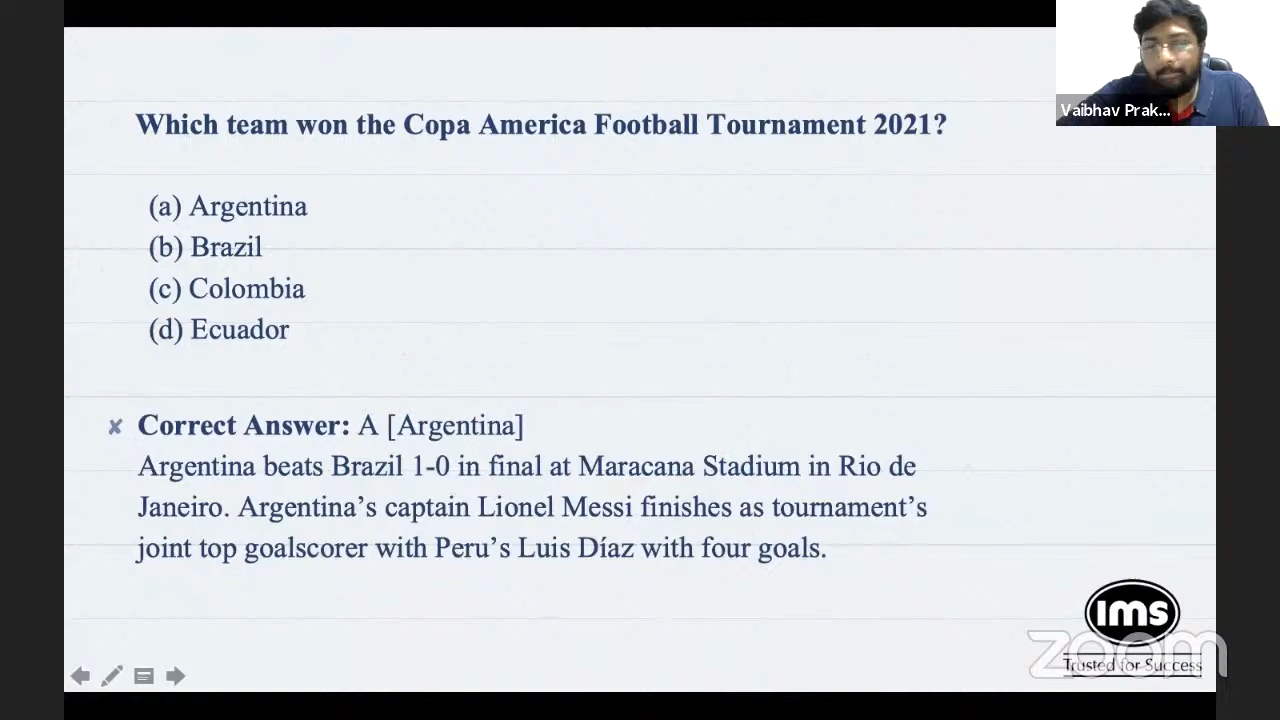 Vaibhav Prak...
Which team won the Copa America Football Tournament 2021?
(a) Argentina
(b) Brazil
(c) Colombia
(d) Ecuador
✘ Correct Answer: A [Argentina]
Argentina beats Brazil 1-0 in final at Maracana Stadium in Rio de
Janeiro. Argentina’s captain Lionel Messi finishes as tournament’s
joint top goalscorer with Peru’s Luis Díaz with four goals.
ims
zoom
Trusted for Success